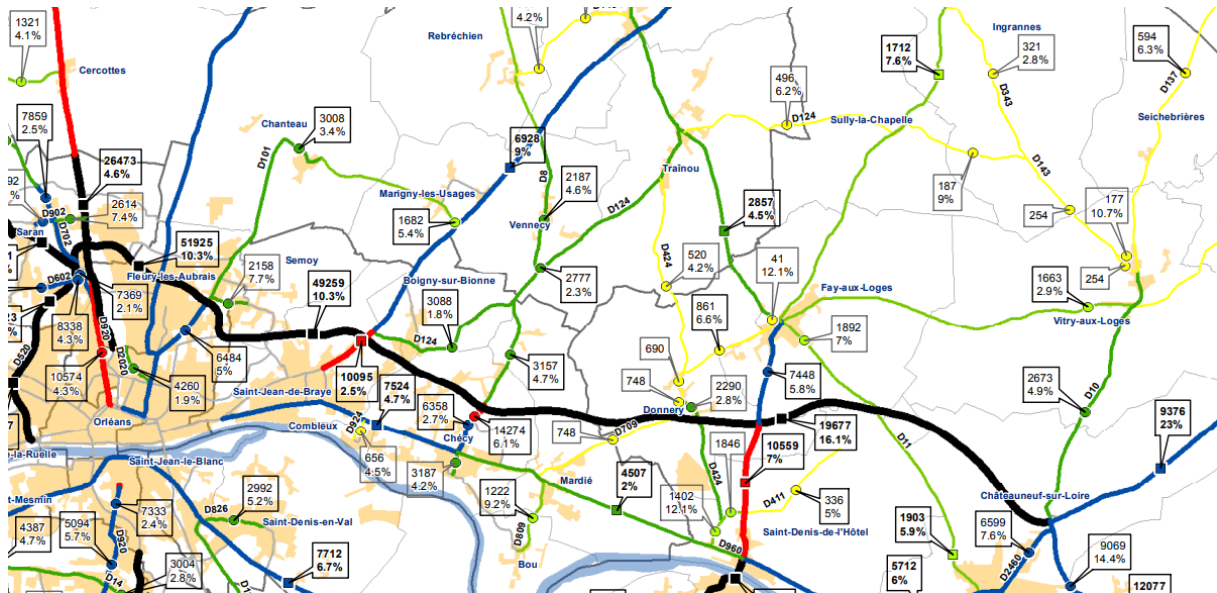 1321
4.1%
Cercottes
7859
2.5%
26473
4.6%
2614
7.4%
D902
D702
Saran
D602
51925
10.3%
Fleury-les-Aubrais
Chanteau
3008
3.4%
D101
Semoy
2158
7.7%
7369
2.1%
8338
4.3%
D520
D920
D2020
10574
4.3%
6484
5%
4260
1.9%
Orléans
49259
10.3%
Rebréchien
4.2%
6928
9%
D8
2187
4.6%
Marigny-les-Usages
1682
5.4%
Vennecy
D124
Boigny-sur-Bionne
2777
2.3%
3088
1.8%
D124
3157
4.7%
Saint-Jean-de-Braye
10095
2.5%
7524
4.7%
6358
2.7%
Combleux
D924
Chécy
14274
6.1%
656
4.5%
3187
4.2%
Traînou
496
6.2%
D124
Sully-la-Chapelle
2857
4.5%
D424
520
4.2%
41
12.1%
861
6.6%
Fay-aux-Loges
690
748
2290
2.8%
Donnery
D709
748
1892
7%
7448
5.8%
1712
7.6%
Ingrannes
321
2.8%
D343
594
6.3%
D137
Seichebrières
187
9%
D143
254
177
10.7%
254
1663
2.9%
Vitry-aux-Loges
2673
4.9%
D10
D11
19677
16.1%
10559
7%
1846
D424
D411
336
5%
1402
12.1%
Saint-Denis-de-l'Hôtel
D960
4507
2%
Mardié
1222
9.2%
D809
Bou
9376
23%
Châteauneuf-sur-Loire
6599
7.6%
D2460
9069
14.4%
1903
5.9%
5712
6%
12077
Saint-Jean-le-Blanc
2992
5.2%
D826
Saint-Denis-en-Val
7333
2.4%
D920
4387
4.7%
5094
5.7%
3004
2.8%
D14
7712
6.7%